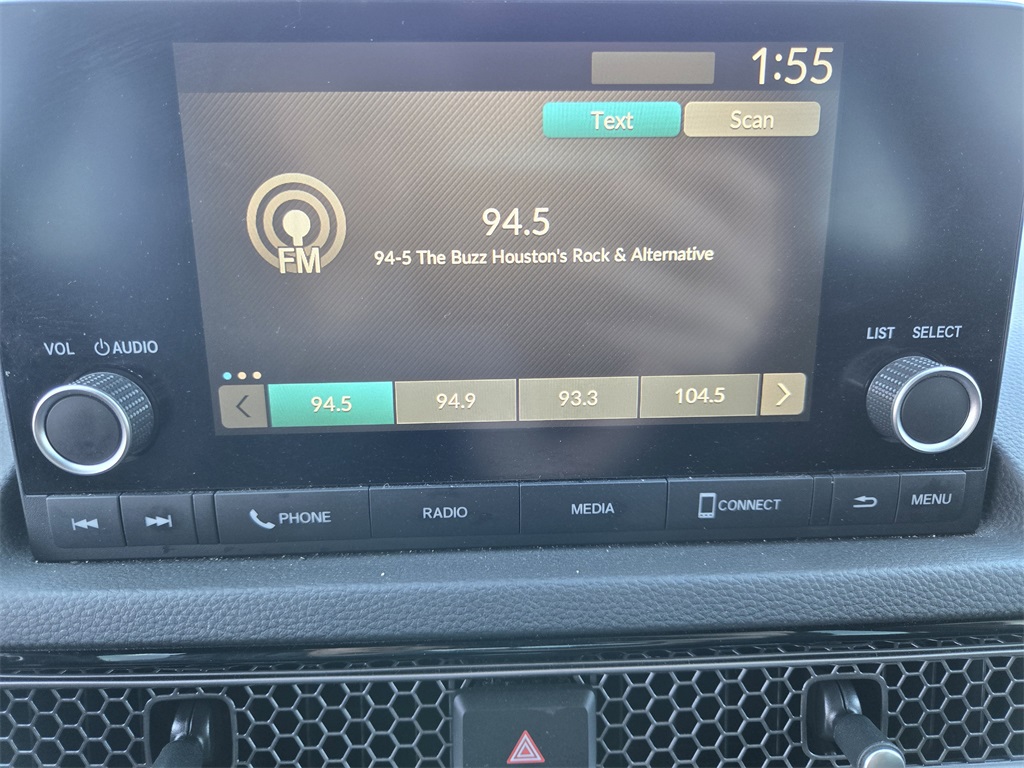 1:55
Text Scan
FM
94.5
94-5 The Buzz Houston's Rock & Alternative
VOL AUDIO
LIST SELECT
94.5 94.9 93.3 104.5
PHONE RADIO MEDIA CONNECT MENU